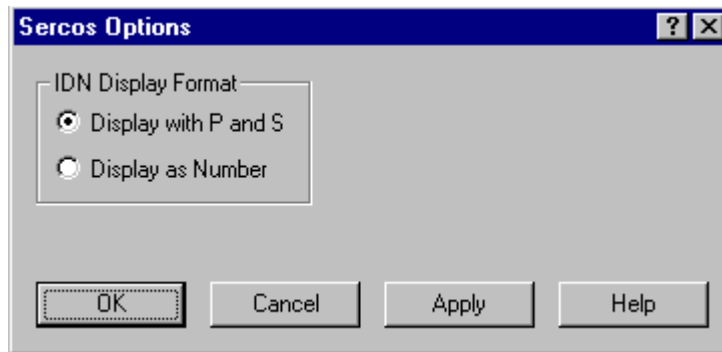 Sercos Options
IDN Display Format
Display with P and S
Display as Number
OK Cancel Apply Help